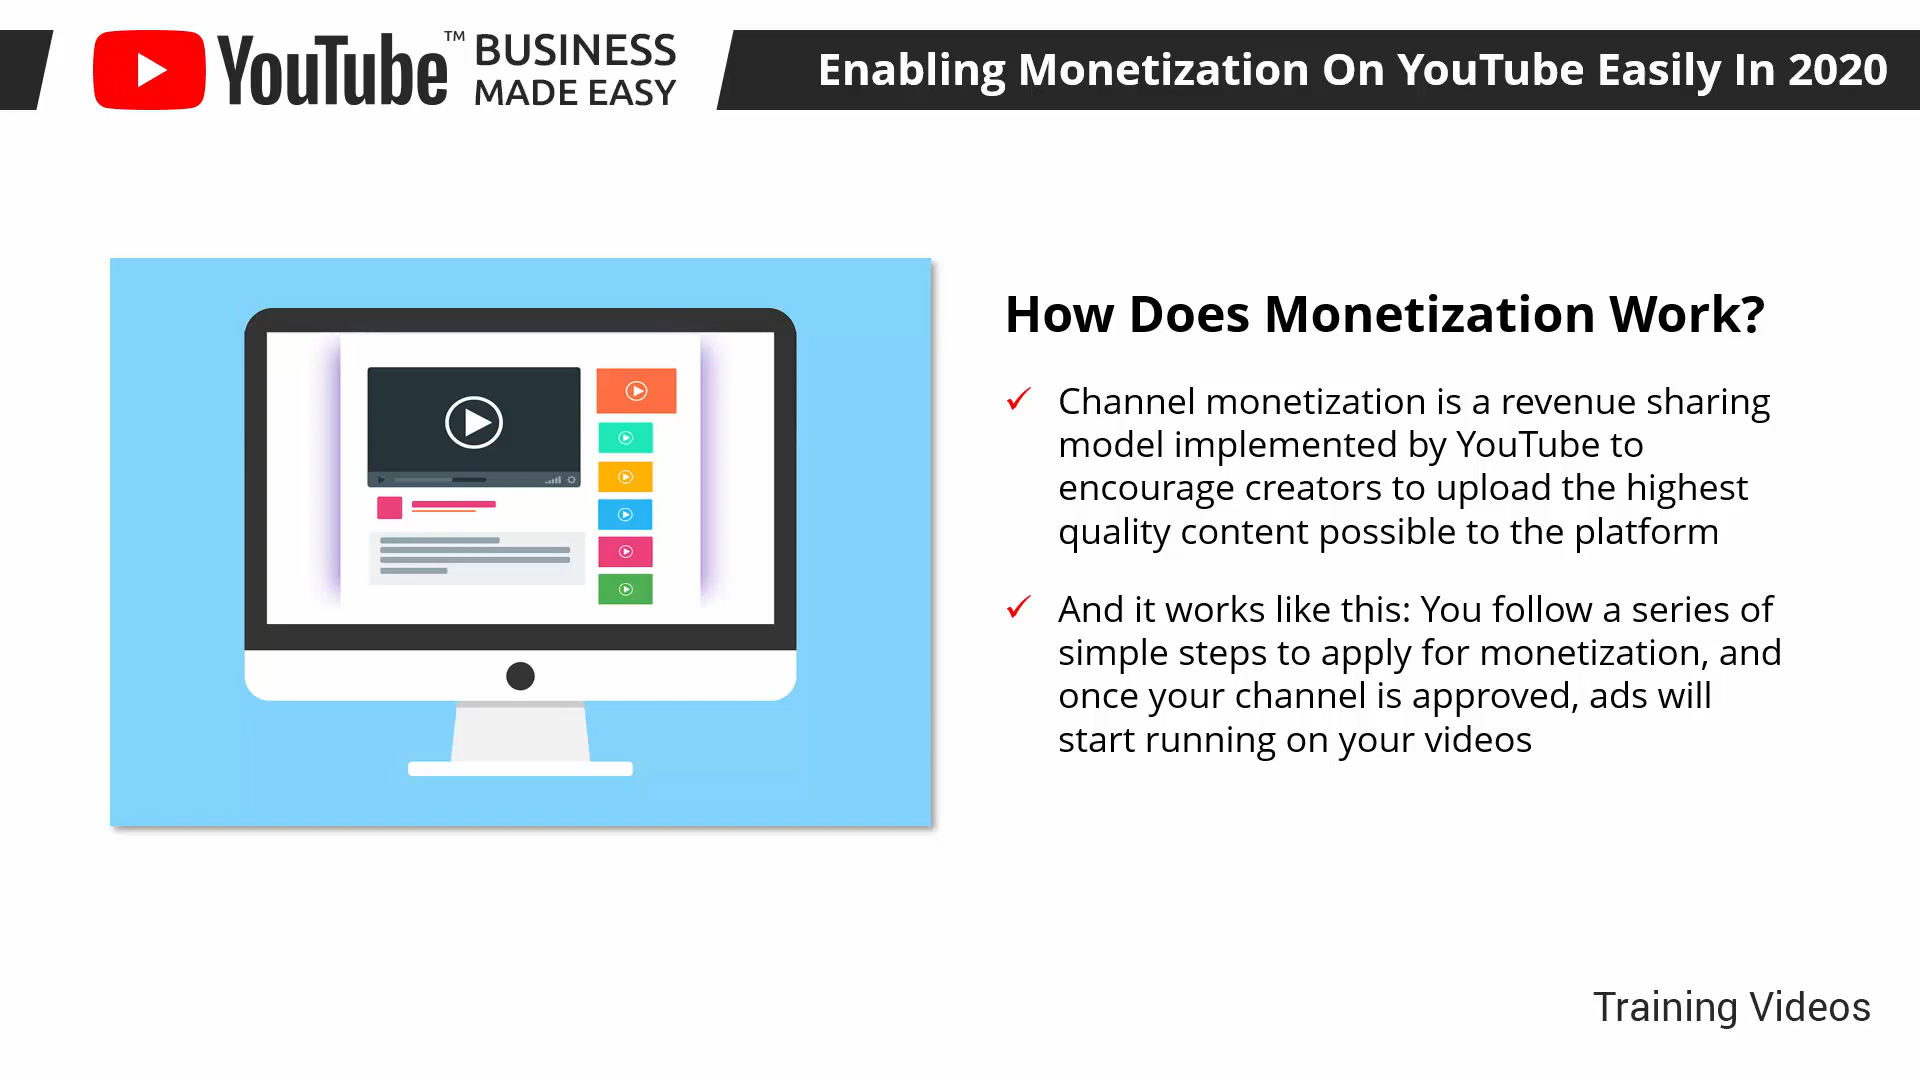 YouTube™ BUSINESS
MADE EASY
Enabling Monetization On YouTube Easily In 2020
How Does Monetization Work?
✓ Channel monetization is a revenue sharing
model implemented by YouTube to
encourage creators to upload the highest
quality content possible to the platform
✓ And it works like this: You follow a series of
simple steps to apply for monetization, and
once your channel is approved, ads will
start running on your videos
Training Videos